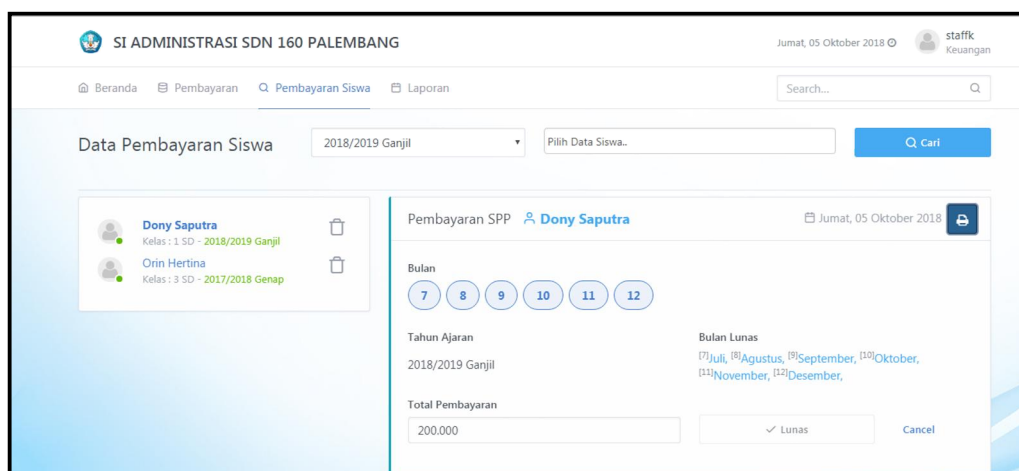 SI ADMINISTRASI SDN 160 PALEMBANG
Jumat, 05 Oktober 2018
staffk
Keuangan
Beranda Pembayaran Pembayaran Siswa Laporan
Search...
Data Pembayaran Siswa
2018/2019 Ganjil
Pilih Data Siswa..
Cari
Dony Saputra
Kelas : 1 SD - 2018/2019 Ganjil
Orin Hertina
Kelas : 3 SD - 2017/2018 Genap
Pembayaran SPP Dony Saputra
Jumat, 05 Oktober 2018
Bulan
7 8 9 10 11 12
Tahun Ajaran
2018/2019 Ganjil
Bulan Lunas
[7]Juli, [8]Agustus, [9]September, [10]Oktober,
[11]November, [12]Desember,
Total Pembayaran
200.000
Lunas
Cancel